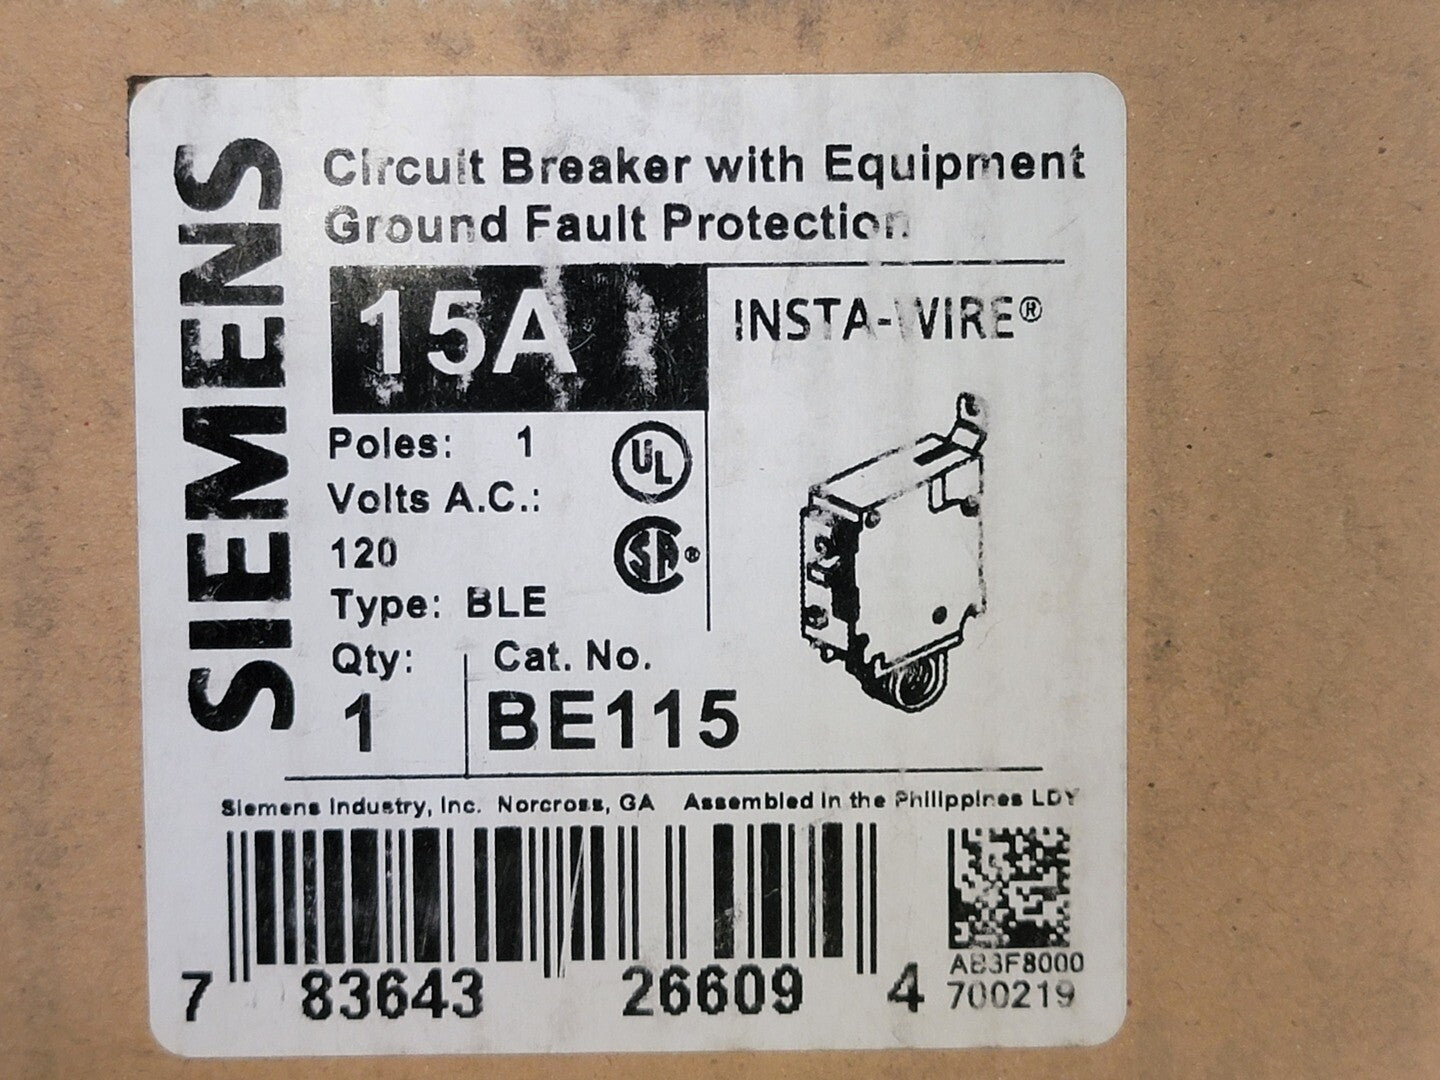 SIEMENS
Circuit Breaker with Equipment
Ground Fault Protection
15A
INSTA-WIRE®
Poles: 1
UL
Volts A.C.:
120
SA ®
Type: BLE
Qty: Cat. No.
1 BE115
Siemens Industry, Inc. Norcross, GA Assembled in the Philippines LDY
7 83643 26609 4
AB3F8000
700219